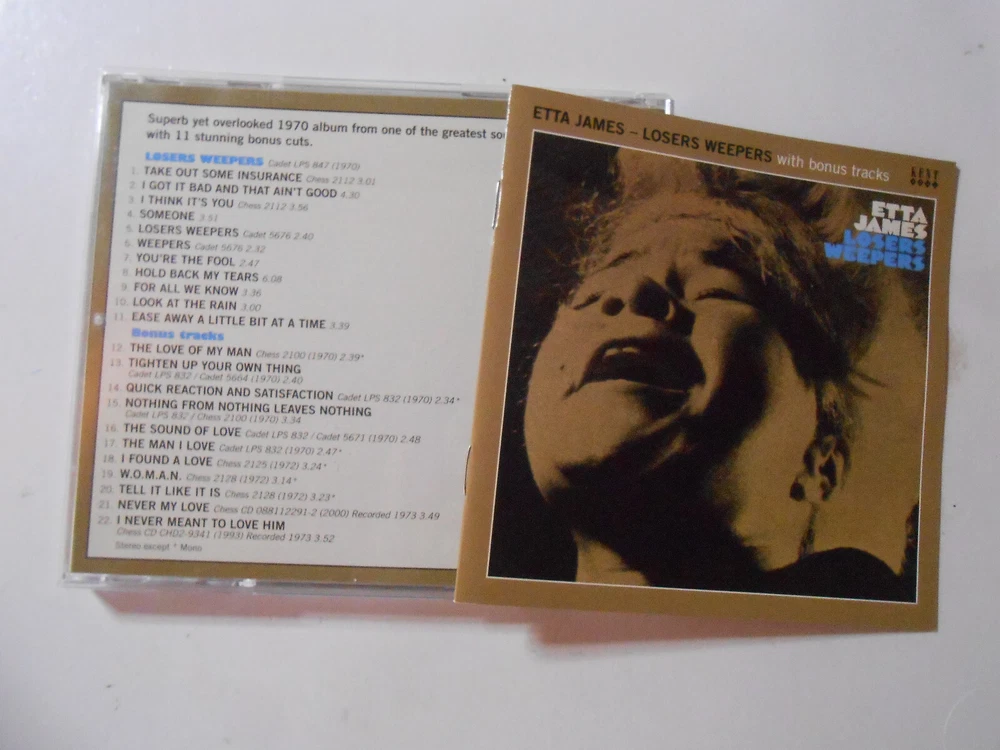 Superb yet overlooked 1970 album from one of the greatest
with 11 stunning bonus cuts.
LOSERS WEEPERS Cadet LPS 847 (1970)
1. TAKE OUT SOME INSURANCE Chess 2112 3.01
2. I GOT IT BAD AND THAT AIN'T GOOD 4.30
3. I THINK IT'S YOU Chess 2112 3.56
4. SOMEONE 3.51
5. LOSERS WEEPERS Cadet 5676 2.40
6. WEEPERS Cadet 5676 2.32
7. YOU'RE THE FOOL 2.47
8. HOLD BACK MY TEARS 6.08
9. FOR ALL WE KNOW 3.36
10. LOOK AT THE RAIN 3.00
11. EASE AWAY A LITTLE BIT AT A TIME 3.39
Bonus tracks
12. THE LOVE OF MY MAN Chess 2100 (1970) 2.39*
13. TIGHTEN UP YOUR OWN THING
Cadet LPS 832 / Cadet 5664 (1970) 2.40
14. QUICK REACTION AND SATISFACTION Cadet LPS 832 (1970) 2.34*
15. NOTHING FROM NOTHING LEAVES NOTHING
Cadet LPS 832 / Chess 2100 (1970) 3.34
16. THE SOUND OF LOVE Cadet LPS 832 / Cadet 5671 (1970) 2.48
17. THE MAN I LOVE Cadet LPS 832 (1970) 2.47*
18. I FOUND A LOVE Chess 2125 (1972) 3.24*
19. W.O.M.A.N. Chess 2128 (1972) 3.14*
20. TELL IT LIKE IT IS Chess 2128 (1972) 3.23*
21. NEVER MY LOVE Chess CD 088112291-2 (2000) Recorded 1973 3.49
22. I NEVER MEANT TO LOVE HIM
Chess CD CHD2-9341 (1993) Recorded 1973 3.52
Stereo except * Mono
ETTA JAMES – LOSERS WEEPERS with bonus tracks
KENT
ETTA
JAMES
LOSERS
WEEPERS